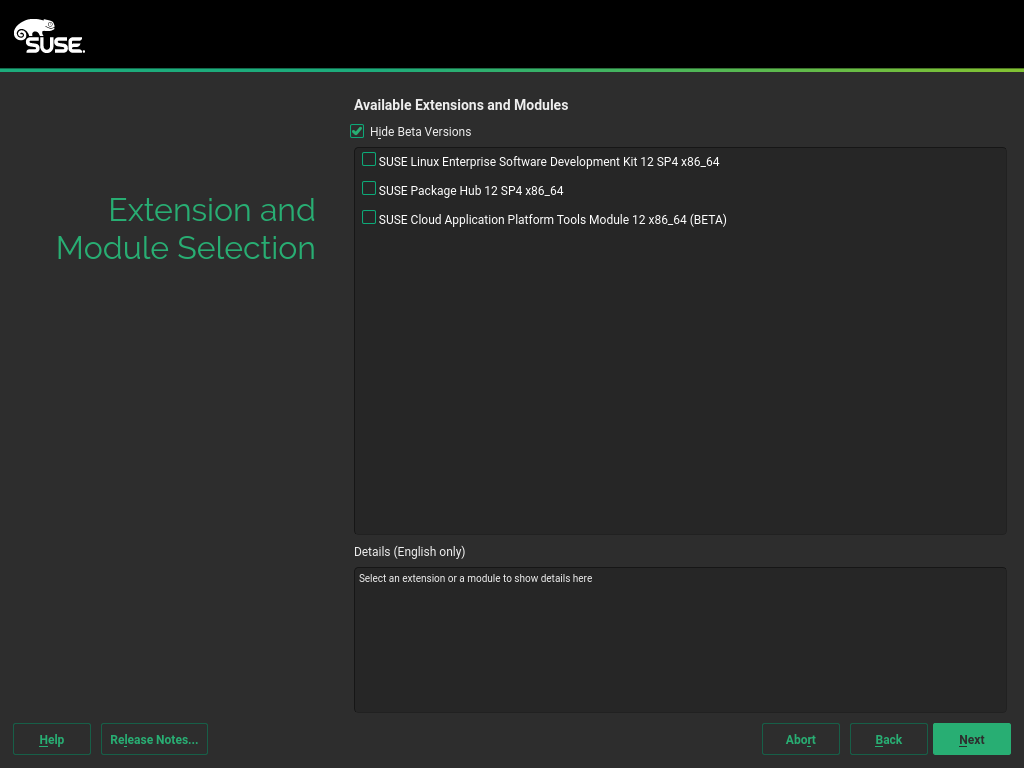 SUSE
Available Extensions and Modules
Hide Beta Versions
SUSE Linux Enterprise Software Development Kit 12 SP4 x86_64
SUSE Package Hub 12 SP4 x86_64
SUSE Cloud Application Platform Tools Module 12 x86_64 (BETA)
Extension and
Module Selection
Details (English only)
Select an extension or a module to show details here
Help
Release Notes...
Abort
Back
Next